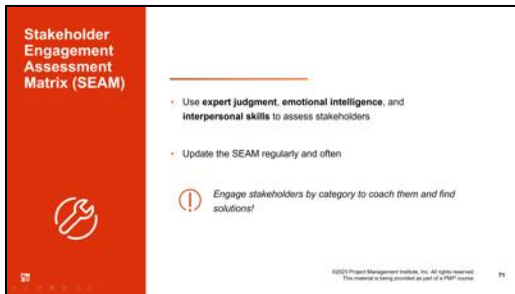 Stakeholder
Engagement
Assessment
Matrix (SEAM)
• Use expert judgment, emotional intelligence, and
interpersonal skills to assess stakeholders
• Update the SEAM regularly and often
Engage stakeholders by category to coach them and find
solutions!
©2023 Project Management Institute, Inc. All rights reserved.
This material is being provided as part of a PMP® course.
71